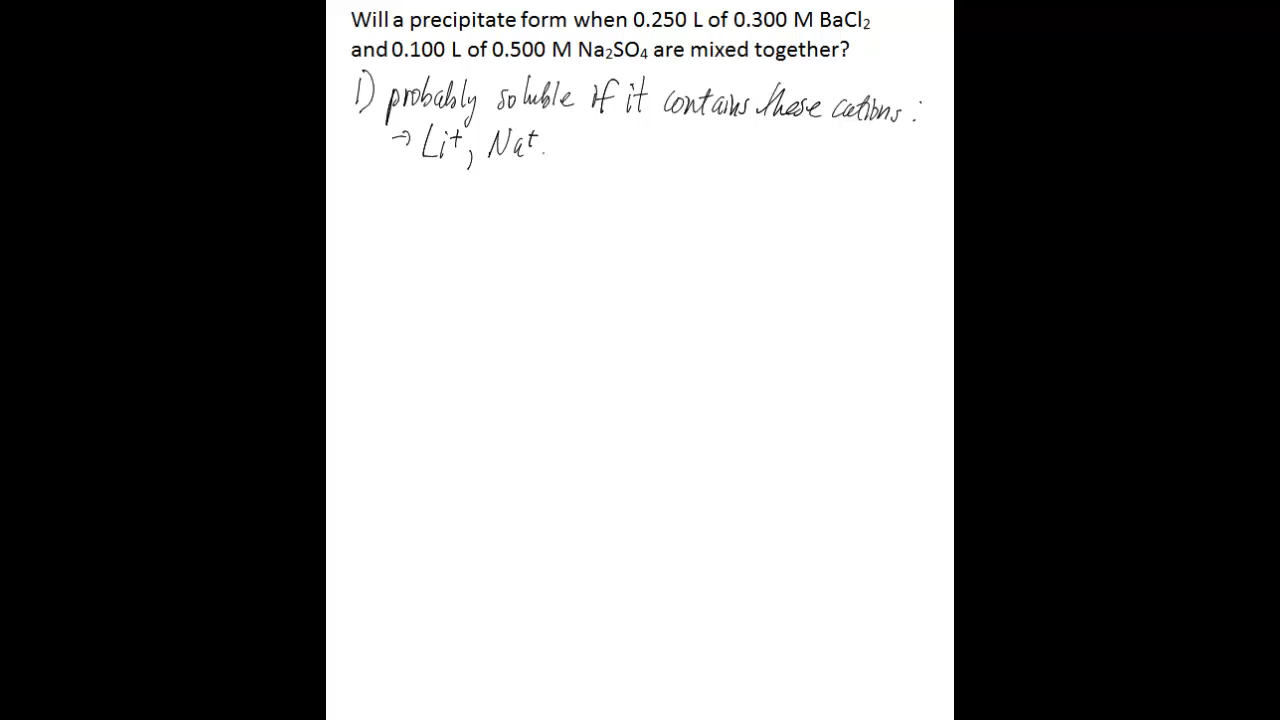 Will a precipitate form when 0.250 L of 0.300 M BaCl₂
and 0.100 L of 0.500 M Na₂SO₄ are mixed together?
1) probably soluble if it contains these cations:
→ Li⁺, Na⁺.